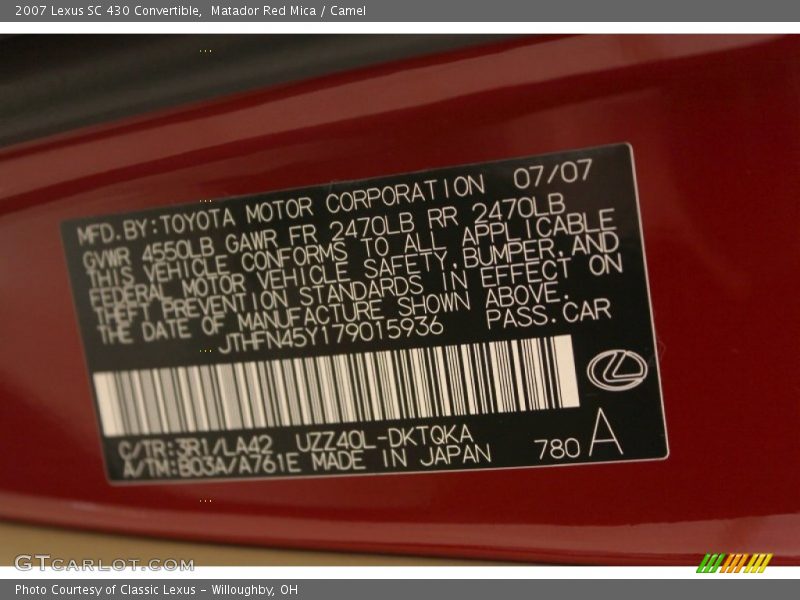 2007 Lexus SC 430 Convertible, Matador Red Mica / Camel
MFD.BY:TOYOTA MOTOR CORPORATION 07/07
GVWR 4550LB GAWR FR 2470LB RR 2470LB
THIS VEHICLE CONFORMS TO ALL APPLICABLE
FEDERAL MOTOR VEHICLE SAFETY,BUMPER,AND
THEFT PREVENTION STANDARDS IN EFFECT ON
THE DATE OF MANUFACTURE SHOWN ABOVE.
JTHFN45Y179015936 PASS.CAR
C/TR:3R1/LA42 UZZ40L-DKTQKA
A/TM:B03A/A761E MADE IN JAPAN 780 A
GTCARLOT.COM
Photo Courtesy of Classic Lexus - Willoughby, OH